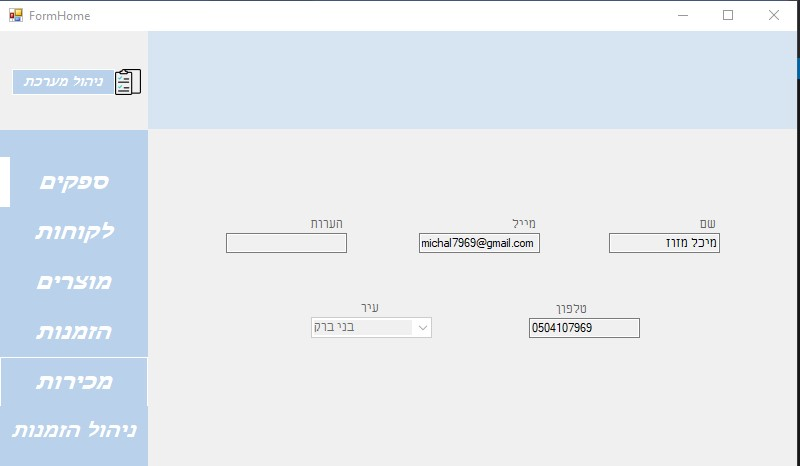 FormHome
ניהול מערכת
ספקים
לקוחות
מוצרים
הזמנות
מכירות
ניהול הזמנות
שם
מיכל מזוז
מייל
michal7969@gmail.com
הערות
טלפון
0504107969
עיר
בני ברק